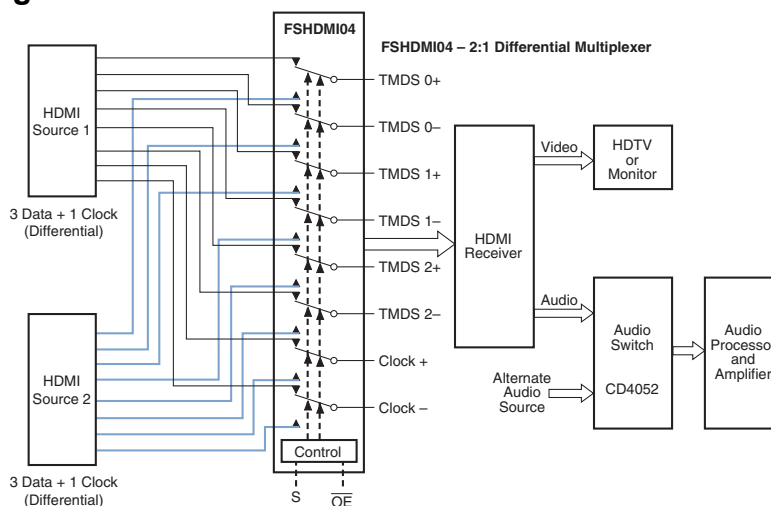 FSHDMI04
FSHDMI04 – 2:1 Differential Multiplexer
HDMI
Source 1
3 Data + 1 Clock
(Differential)
HDMI
Source 2
3 Data + 1 Clock
(Differential)
TMDS 0+
TMDS 0–
TMDS 1+
TMDS 1–
TMDS 2+
TMDS 2–
Clock +
Clock –
Control
S
OE
HDMI
Receiver
Video
HDTV
or
Monitor
Audio
Audio
Switch
CD4052
Alternate
Audio
Source
Audio
Processo
and
Amplifier